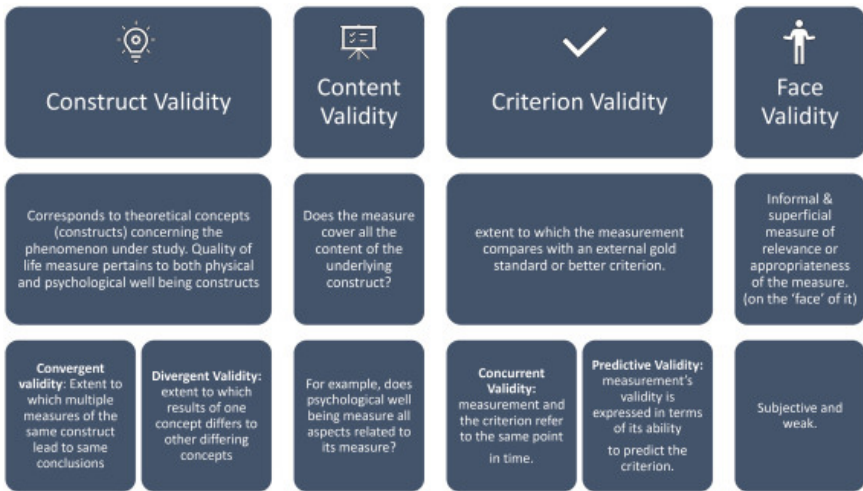 Construct Validity
Content
Validity
Criterion Validity
Face
Validity
Corresponds to theoretical concepts
(constructs) concerning the
phenomenon under study. Quality of
life measure pertains to both physical
and psychological well being constructs
Does the measure
cover all the
content of the
underlying
construct?
extent to which the measurement
compares with an external gold
standard or better criterion.
Informal &
superficial
measure of
relevance or
appropriateness
of the measure.
(on the 'face' of it)
Convergent
validity: Extent to
which multiple
measures of the
same construct
lead to same
conclusions
Divergent Validity:
extent to which
results of one
concept differs to
other differing
concepts
For example, does
psychological well
being measure all
aspects related to
its measure?
Concurrent
Validity:
measurement and
the criterion refer
to the same point
in time.
Predictive Validity:
measurement's
validity is
expressed in terms
of its ability
to predict the
criterion.
Subjective and
weak.